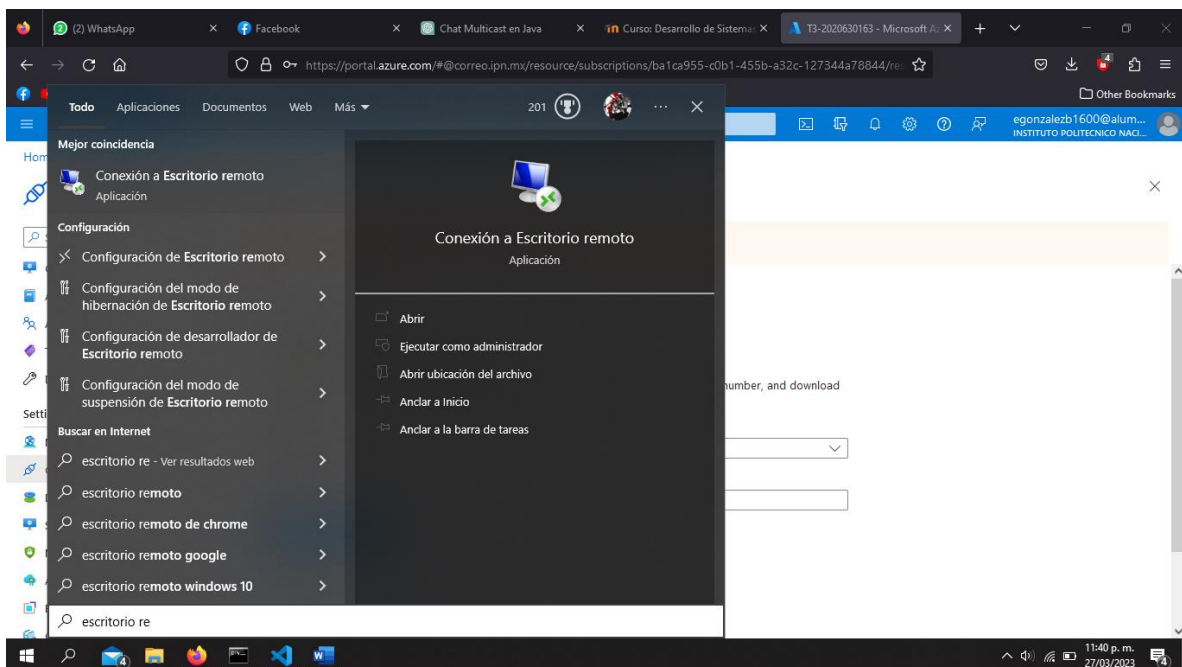 (2) WhatsApp
Facebook
Chat Multicast en Java
Curso: Desarrollo de Sistema
T3-2020630163 - Microsoft A
https://portal.azure.com/#@correo.ipn.mx/resource/subscriptions/ba1ca955-c0b1-455b-a32c-127344a78844/res
4
Other Bookmarks
Todo Aplicaciones Documentos Web Más
201
egonzalezb1600@alum...
INSTITUTO POLITECNICO NACI...
Hom
Mejor coincidencia
Conexión a Escritorio remoto
Aplicación
Configuración
Configuración de Escritorio remoto
Configuración del modo de
hibernación de Escritorio remoto
Configuración de desarrollador de
Escritorio remoto
Configuración del modo de
suspensión de Escritorio remoto
Buscar en Internet
escritorio re - Ver resultados web
escritorio remoto
escritorio remoto de chrome
escritorio remoto google
escritorio remoto windows 10
escritorio re
Conexión a Escritorio remoto
Aplicación
Abrir
Ejecutar como administrador
Abrir ubicación del archivo
Anclar a Inicio
Anclar a la barra de tareas
number, and download
Setti
4
11:40 p. m.
27/03/2023
4